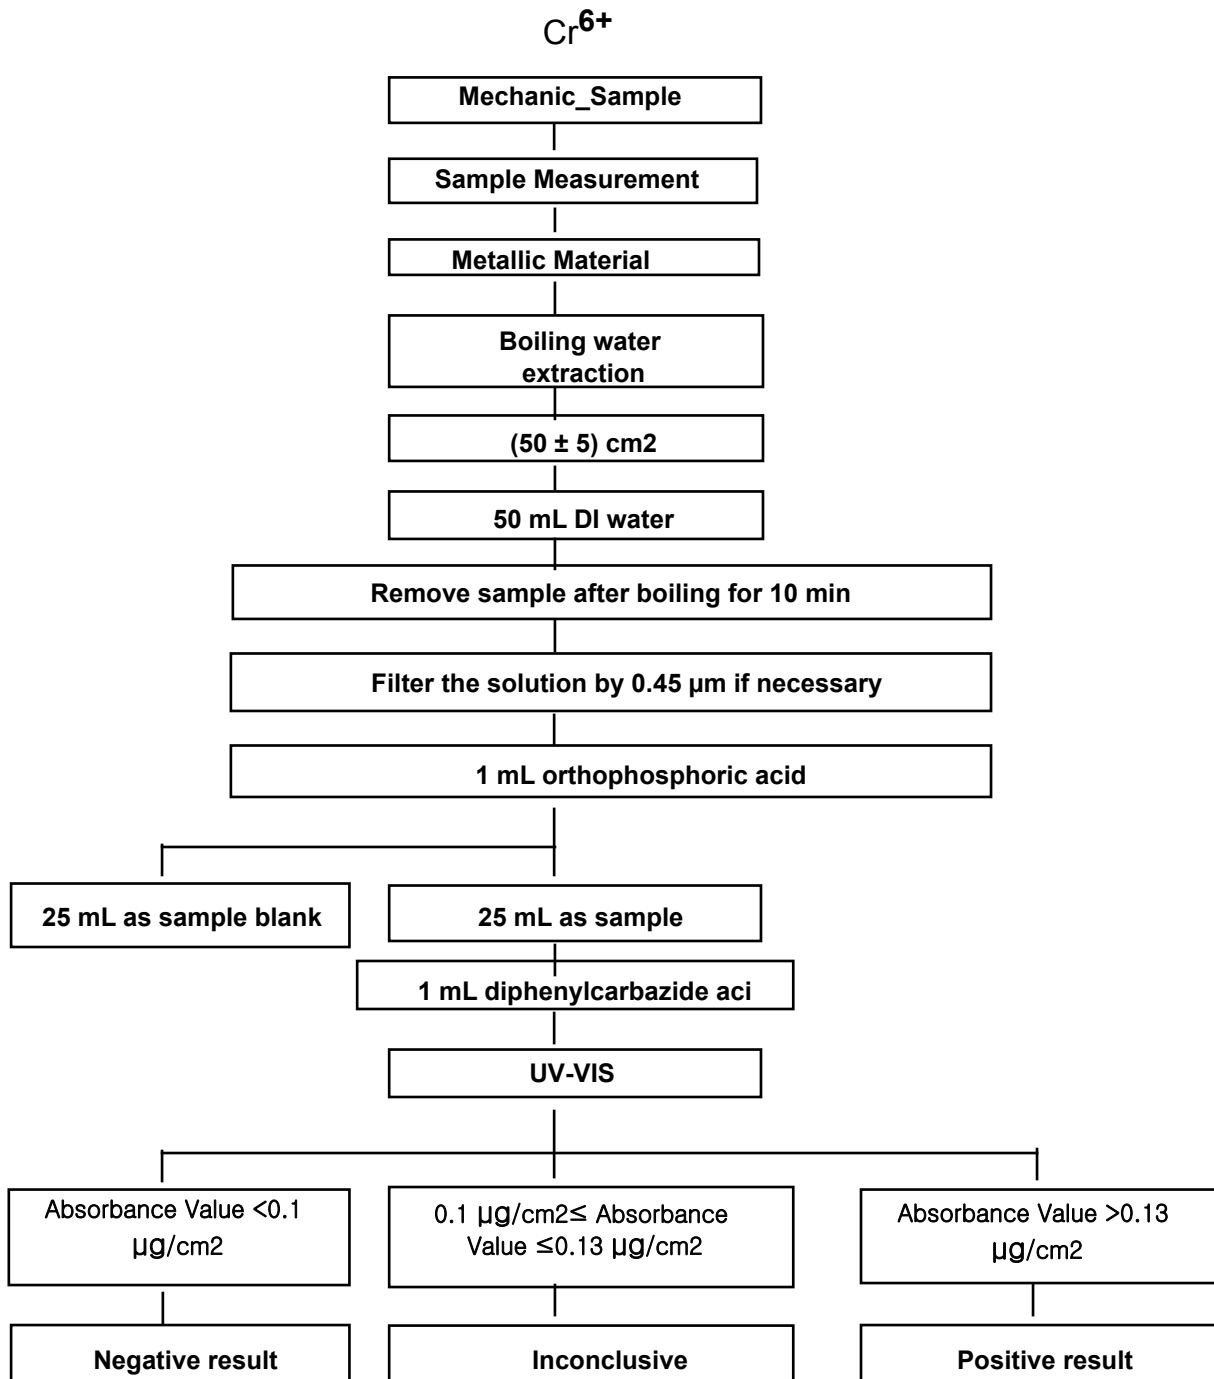 Cr6+
Mechanic_Sample
Sample Measurement
Metallic Material
Boiling water
extraction
(50 ± 5) cm2
50 mL DI water
Remove sample after boiling for 10 min
Filter the solution by 0.45 µm if necessary
1 mL orthophosphoric acid
25 mL as sample blank
25 mL as sample
1 mL diphenylcarbazide aci
UV-VIS
Absorbance Value <0.1
µg/cm2
0.1 µg/cm2≤ Absorbance
Value ≤0.13 µg/cm2
Absorbance Value >0.13
µg/cm2
Negative result
Inconclusive
Positive result